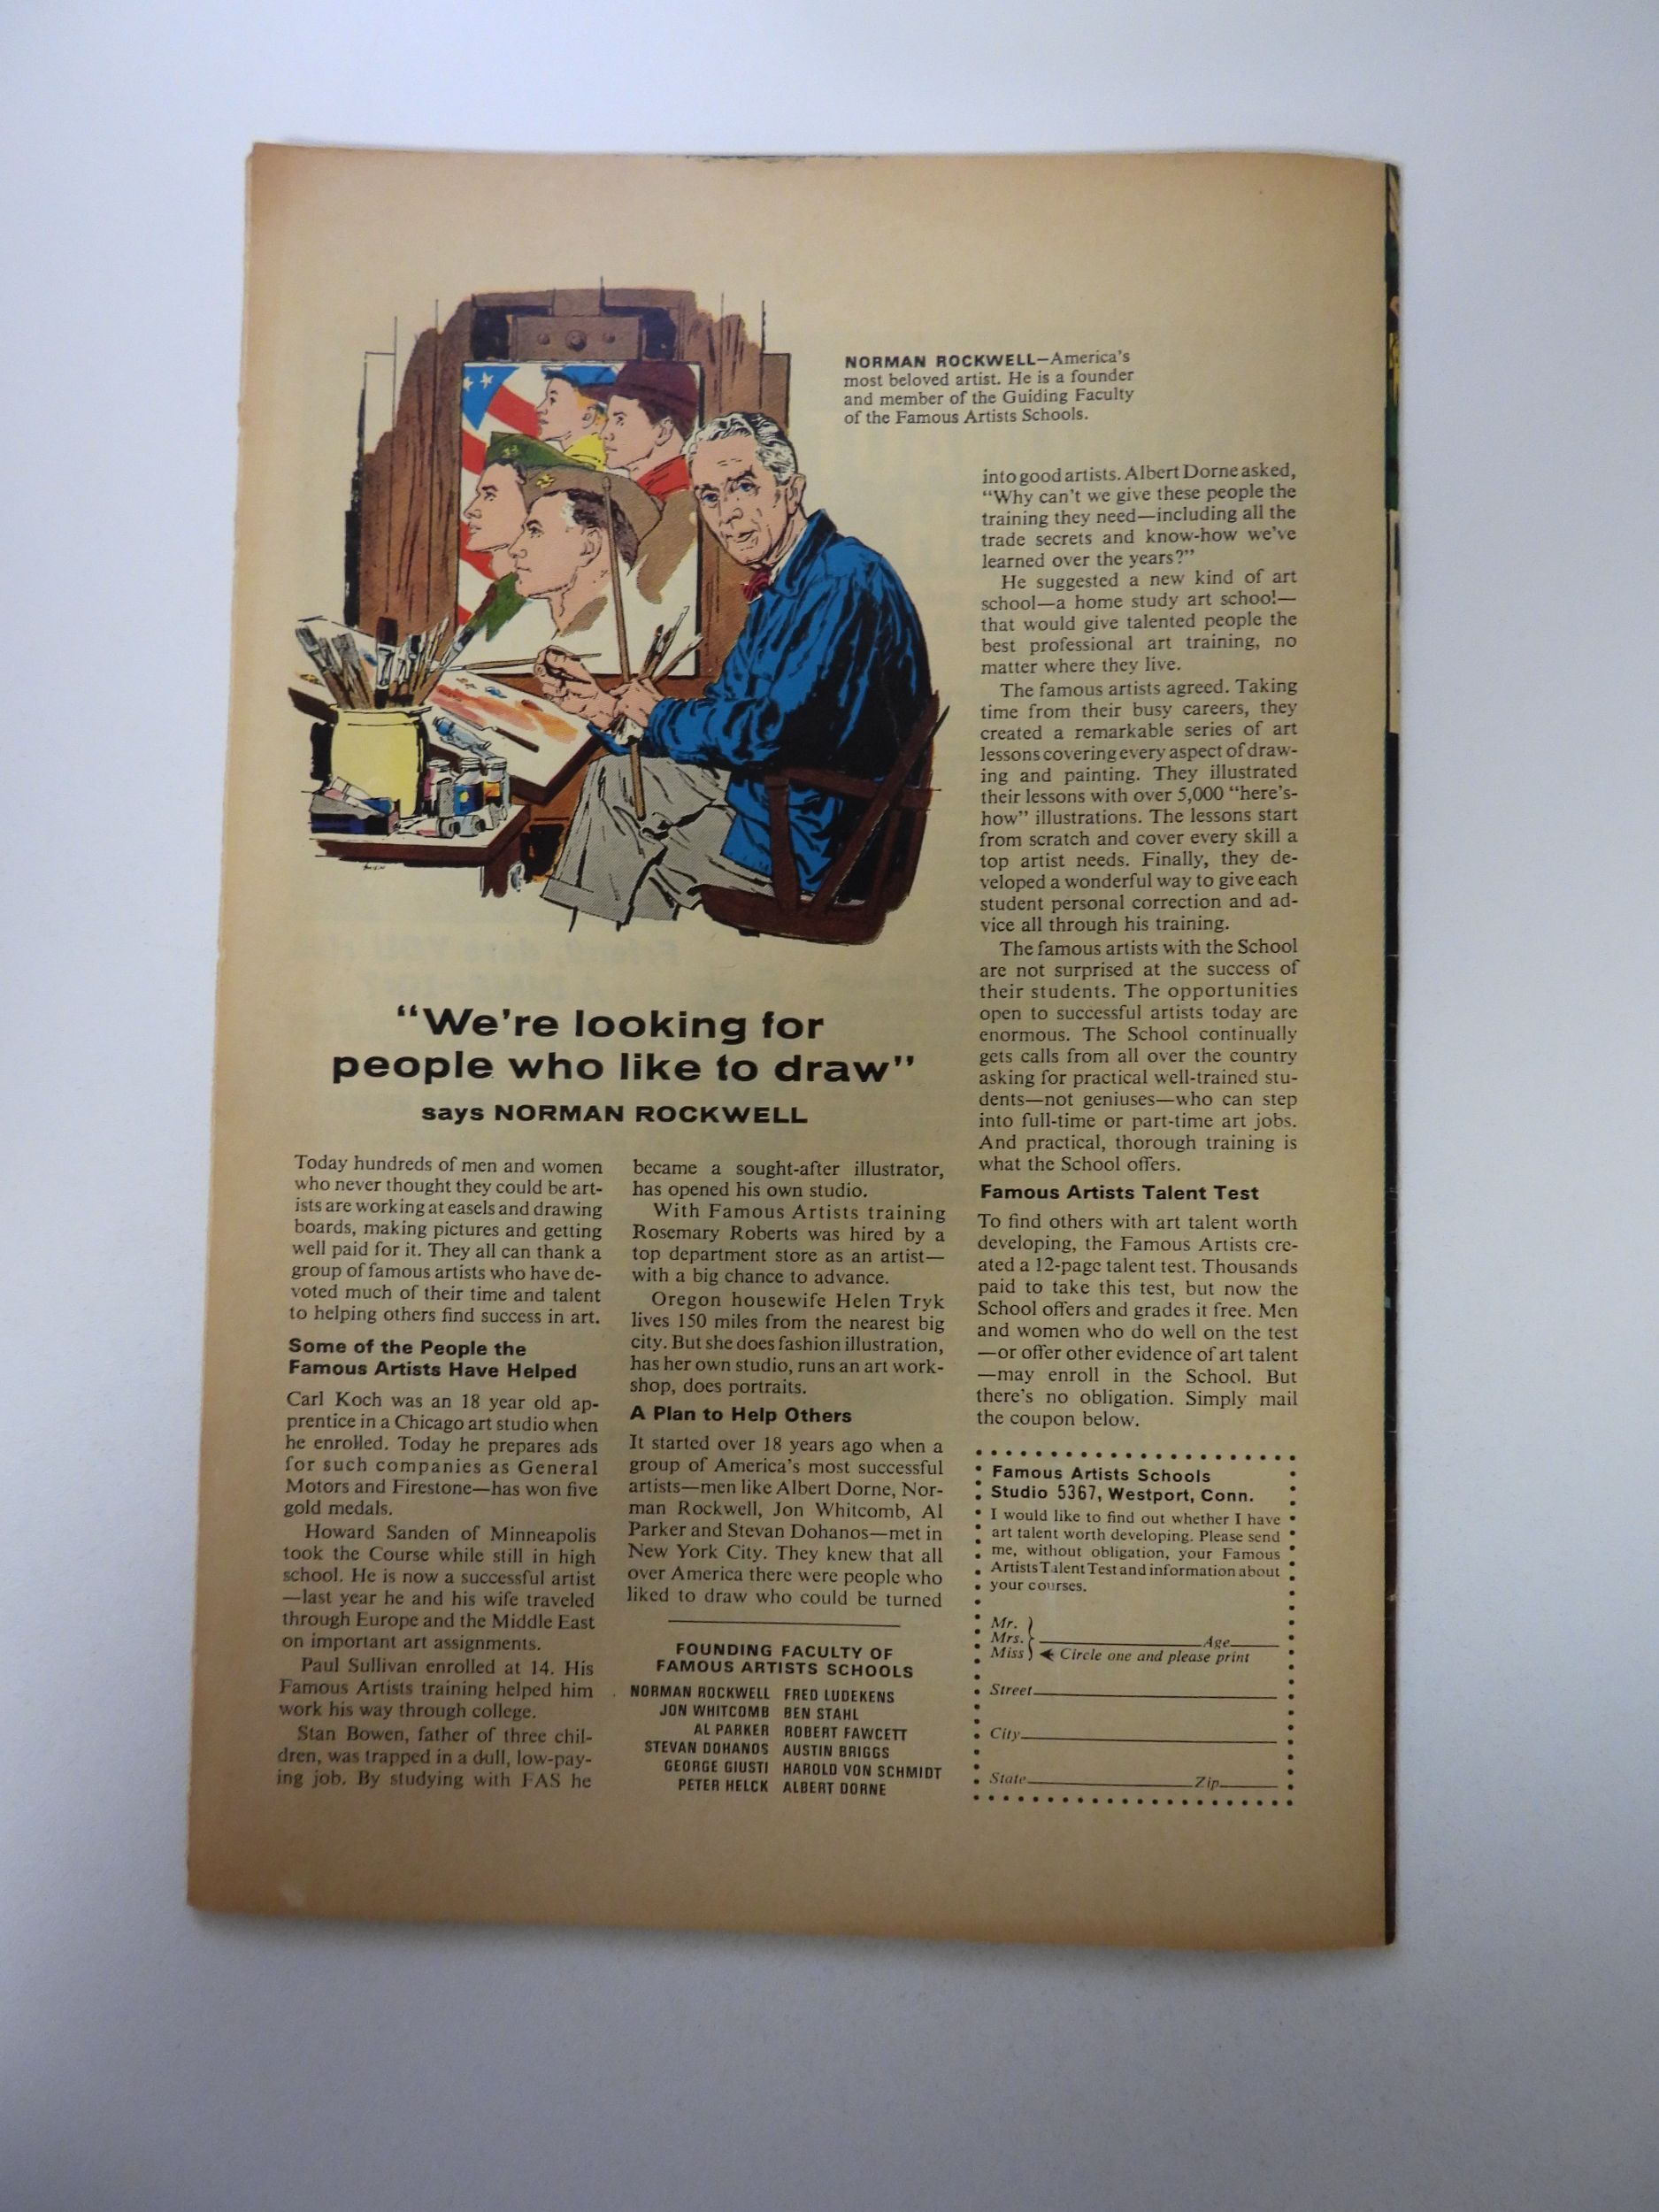 NORMAN ROCKWELL—America's
most beloved artist. He is a founder
and member of the Guiding Faculty
of the Famous Artists Schools.
"We're looking for
people who like to draw"
says NORMAN ROCKWELL
Today hundreds of men and women
who never thought they could be art-
ists are working at easels and drawing
boards, making pictures and getting
well paid for it. They all can thank a
group of famous artists who have de-
voted much of their time and talent
to helping others find success in art.
Some of the People the
Famous Artists Have Helped
Carl Koch was an 18 year old ap-
prentice in a Chicago art studio when
he enrolled. Today he prepares ads
for such companies as General
Motors and Firestone—has won five
gold medals.
Howard Sanden of Minneapolis
took the Course while still in high
school. He is now a successful artist
—last year he and his wife traveled
through Europe and the Middle East
on important art assignments.
Paul Sullivan enrolled at 14. His
Famous Artists training helped him
work his way through college.
Stan Bowen, father of three chil-
dren, was trapped in a dull, low-pay-
ing job. By studying with FAS he
became a sought-after illustrator,
has opened his own studio.
With Famous Artists training
Rosemary Roberts was hired by a
top department store as an artist—
with a big chance to advance.
Oregon housewife Helen Tryk
lives 150 miles from the nearest big
city. But she does fashion illustration,
has her own studio, runs an art work-
shop, does portraits.
A Plan to Help Others
It started over 18 years ago when a
group of America's most successful
artists—men like Albert Dorne, Nor-
man Rockwell, Jon Whitcomb, Al
Parker and Stevan Dohanos—met in
New York City. They knew that all
over America there were people who
liked to draw who could be turned
FOUNDING FACULTY OF
FAMOUS ARTISTS SCHOOLS
NORMAN ROCKWELL FRED LUDEKENS
JON WHITCOMB BEN STAHL
AL PARKER ROBERT FAWCETT
STEVAN DOHANOS AUSTIN BRIGGS
GEORGE GIUSTI HAROLD VON SCHMIDT
PETER HELCK ALBERT DORNE
into good artists. Albert Dorne asked,
"Why can't we give these people the
training they need—including all the
trade secrets and know-how we've
learned over the years?"
He suggested a new kind of art
school—a home study art school—
that would give talented people the
best professional art training, no
matter where they live.
The famous artists agreed. Taking
time from their busy careers, they
created a remarkable series of art
lessons covering every aspect of draw-
ing and painting. They illustrated
their lessons with over 5,000 "here's-
how" illustrations. The lessons start
from scratch and cover every skill a
top artist needs. Finally, they de-
veloped a wonderful way to give each
student personal correction and ad-
vice all through his training.
The famous artists with the School
are not surprised at the success of
their students. The opportunities
open to successful artists today are
enormous. The School continually
gets calls from all over the country
asking for practical well-trained stu-
dents—not geniuses—who can step
into full-time or part-time art jobs.
And practical, thorough training is
what the School offers.
Famous Artists Talent Test
To find others with art talent worth
developing, the Famous Artists cre-
ated a 12-page talent test. Thousands
paid to take this test, but now the
School offers and grades it free. Men
and women who do well on the test
—or offer other evidence of art talent
—may enroll in the School. But
there's no obligation. Simply mail
the coupon below.
Famous Artists Schools
Studio 5367, Westport, Conn.
I would like to find out whether I have
art talent worth developing. Please send
me, without obligation, your Famous
Artists Talent Test and information about
your courses.
Mr.
Mrs. Age
Miss Circle one and please print
Street
City
State Zip